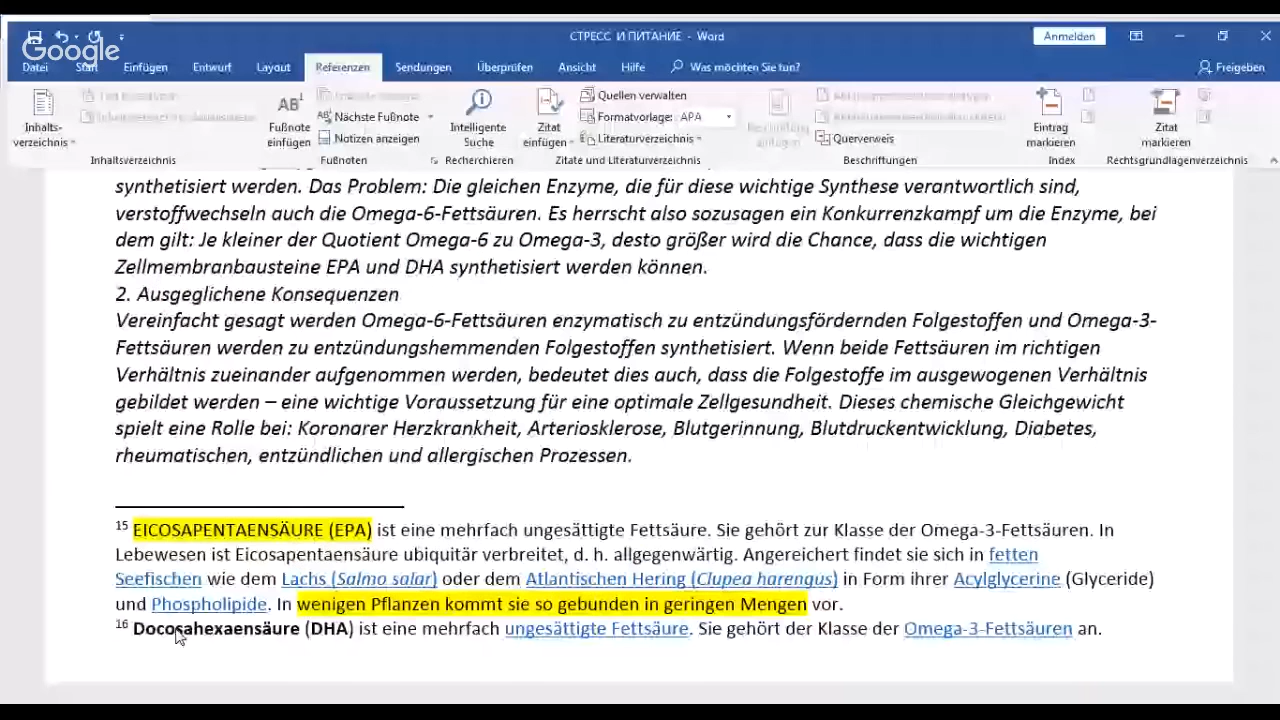 Google
СТРЕСС И ПИТАНИЕ - Word
Anmelden
Datei Start Einfügen Entwurf Layout Referenzen Sendungen Überprüfen Ansicht Hilfe Was möchten Sie tun? Freigeben
Inhalts-
verzeichnis
Inhaltsverzeichnis
AB¹
Fußnote
einfügen
Nächste Fußnote
Notizen anzeigen
Fußnoten
Intelligente
Suche
Recherchieren
Zitat
einfügen
Quellen verwalten
Formatvorlage: APA
Literaturverzeichnis
Zitate und Literaturverzeichnis
Querverweis
Beschriftungen
Eintrag
markieren
Index
Zitat
markieren
Rechtsgrundlagenverzeichnis
synthetisiert werden. Das Problem: Die gleichen Enzyme, die für diese wichtige Synthese verantwortlich sind,
verstoffwechseln auch die Omega-6-Fettsäuren. Es herrscht also sozusagen ein Konkurrenzkampf um die Enzyme, bei
dem gilt: Je kleiner der Quotient Omega-6 zu Omega-3, desto größer wird die Chance, dass die wichtigen
Zellmembranbausteine EPA und DHA synthetisiert werden können.
2. Ausgeglichene Konsequenzen
Vereinfacht gesagt werden Omega-6-Fettsäuren enzymatisch zu entzündungsfördernden Folgestoffen und Omega-3-
Fettsäuren werden zu entzündungshemmenden Folgestoffen synthetisiert. Wenn beide Fettsäuren im richtigen
Verhältnis zueinander aufgenommen werden, bedeutet dies auch, dass die Folgestoffe im ausgewogenen Verhältnis
gebildet werden – eine wichtige Voraussetzung für eine optimale Zellgesundheit. Dieses chemische Gleichgewicht
spielt eine Rolle bei: Koronarer Herzkrankheit, Arteriosklerose, Blutgerinnung, Blutdruckentwicklung, Diabetes,
rheumatischen, entzündlichen und allergischen Prozessen.
15 EICOSAPENTAENSÄURE (EPA) ist eine mehrfach ungesättigte Fettsäure. Sie gehört zur Klasse der Omega-3-Fettsäuren. In
Lebewesen ist Eicosapentaensäure ubiquitär verbreitet, d. h. allgegenwärtig. Angereichert findet sie sich in fetten
Seefischen wie dem Lachs (Salmo salar) oder dem Atlantischen Hering (Clupea harengus) in Form ihrer Acylglycerine (Glyceride)
und Phospholipide. In wenigen Pflanzen kommt sie so gebunden in geringen Mengen vor.
16 Docosahexaensäure (DHA) ist eine mehrfach ungesättigte Fettsäure. Sie gehört der Klasse der Omega-3-Fettsäuren an.